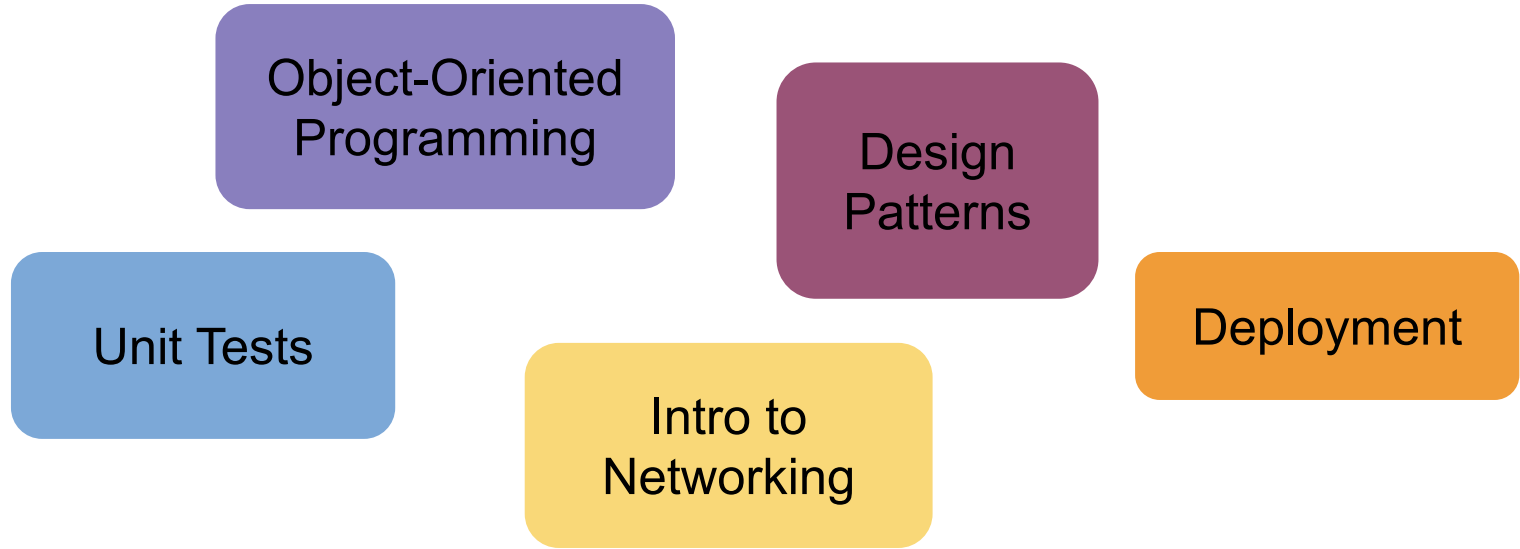 Object-Oriented
Programming
Design
Patterns
Unit Tests
Deployment
Intro to
Networking